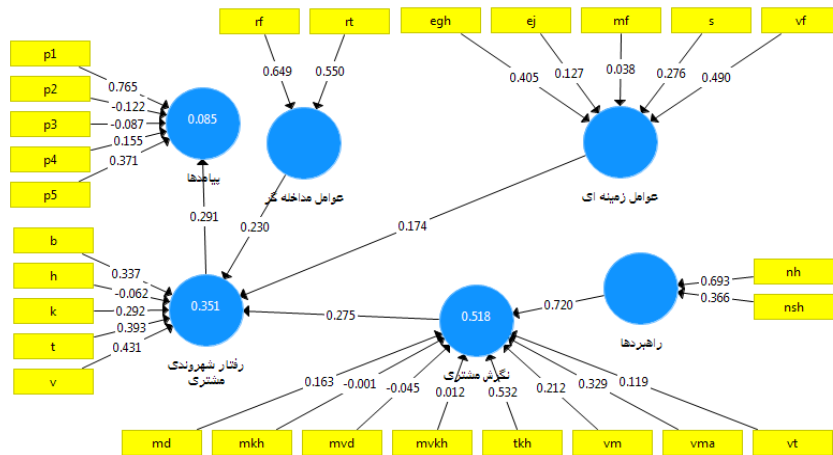 rf
rt
egh
ej
mf
s
vf
p1
p2
p3
p4
p5
0.765
-0.122
-0.087
0.155
0.371
0.085
پیامدها
0.649
0.550
عوامل مداخله گر
0.405
0.127
0.038
0.276
0.490
عوامل زمینه ای
0.291
0.230
0.174
b
h
k
t
v
0.337
-0.062
0.292
0.393
0.431
0.351
رفتار شهروندی
مشتری
0.275
0.518
نگرش مشتری
0.720
راهبردها
0.693
0.366
nh
nsh
0.163
-0.001
-0.045
0.012
0.532
0.212
0.329
0.119
md
mkh
mvd
mvkh
tkh
vm
vma
vt